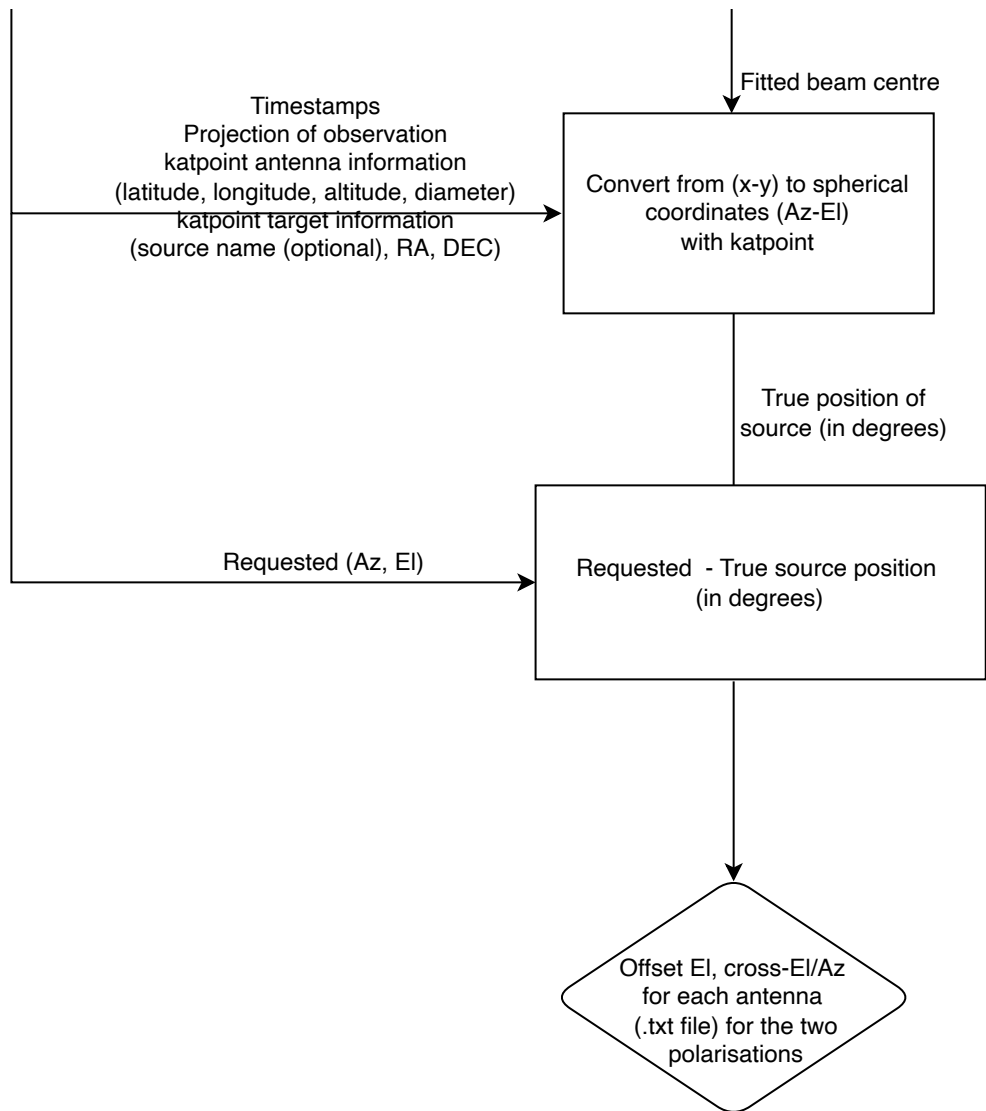 Fitted beam centre
Timestamps
Projection of observation
katpoint antenna information
(latitude, longitude, altitude, diameter)
katpoint target information
(source name (optional), RA, DEC)
Convert from (x-y) to spherical
coordinates (Az-El)
with katpoint
True position of
source (in degrees)
Requested (Az, El)
Requested - True source position
(in degrees)
Offset El, cross-El/Az
for each antenna
(.txt file) for the two
polarisations